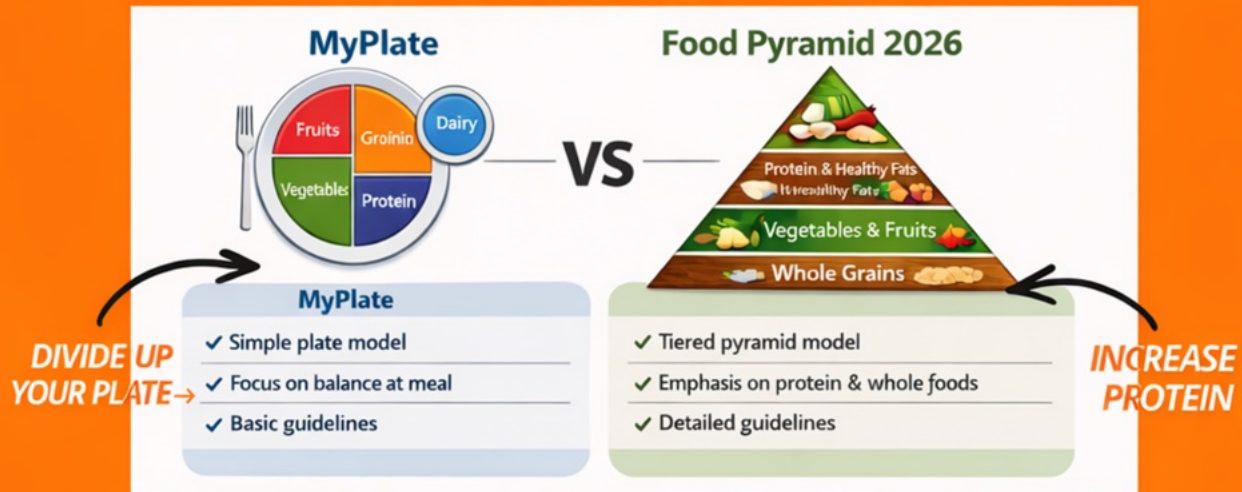 MyPlate
Food Pyramid 2026
Fruits
Groinin
Dairy
Vegetables
Protein
VS
Protein & Healthy Fats
Vegetables & Fruits
Whole Grains
MyPlate
Simple plate model
Focus on balance at meal
Basic guidelines
Tiered pyramid model
Emphasis on protein & whole foods
Detailed guidelines
DIVIDE UP
YOUR PLATE→
INCREASE
PROTEIN